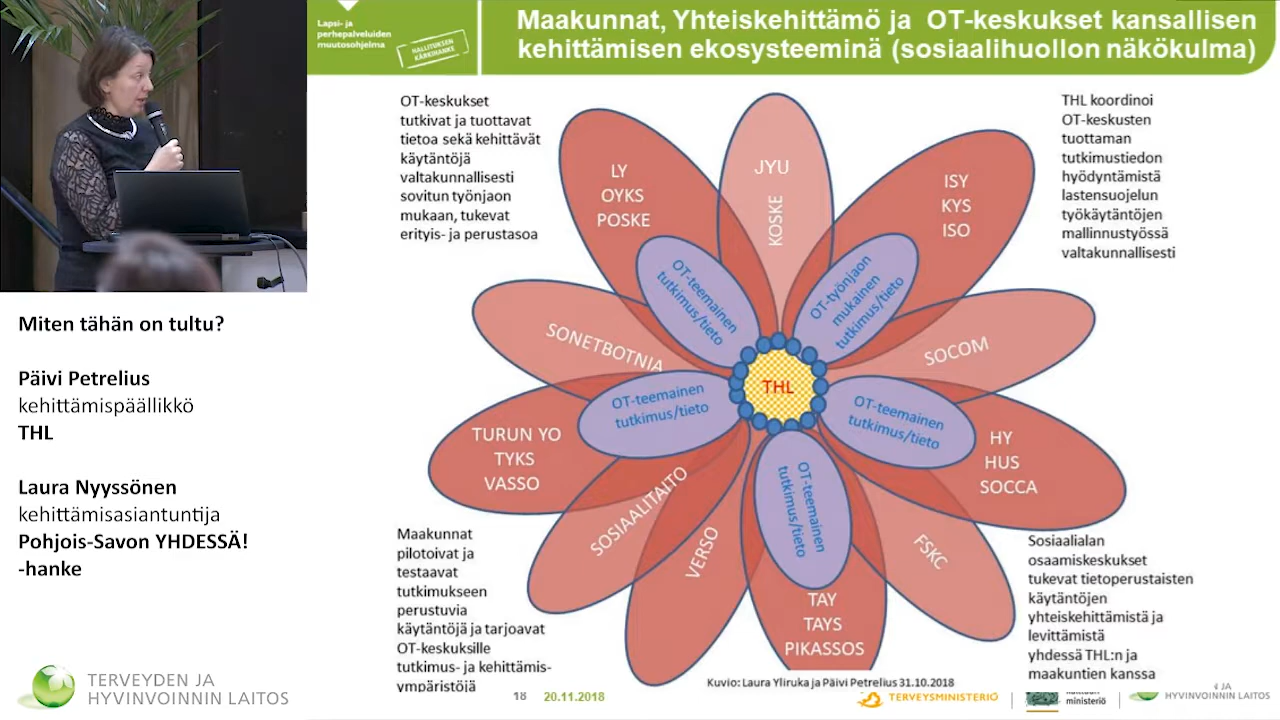 Lapsi- ja
perhepalveluiden
muutosohjelma
HALLITUKSEN
KÄRKIHANKE
Maakunnat, Yhteiskehittämö ja OT-keskukset kansallisen
kehittämisen ekosysteeminä (sosiaalihuollon näkökulma)
OT-keskukset
tutkivat ja tuottavat
tietoa sekä kehittävät
käytäntöjä
valtakunnallisesti
sovitun työnjaon
mukaan, tukevat
erityis- ja perustasoa
THL koordinoi
OT-keskusten
tuottaman
tutkimustiedon
hyödyntämistä
lastensuojelun
työkäytäntöjen
mallinnustyössä
valtakunnallisesti
LY
OYKS
POSKE
JYU
KOSKE
ISY
KYS
ISO
OT-teemainen
tutkimus/tieto
OT-työnjaon
mukainen
tutkimus/tieto
SONETBOTNIA
SOCOM
THL
OT-teemainen
tutkimus/tieto
OT-teemainen
tutkimus/tieto
TURUN YO
TYKS
VASSO
HY
HUS
SOCCA
SOSIAALITAITO
VERSO
OT-teemainen
tutkimus/tieto
FSKC
TAY
TAYS
PIKASSOS
Maakunnat
pilotoivat ja
testaavat
tutkimukseen
perustuvia
käytäntöjä ja tarjoavat
OT-keskuksille
tutkimus- ja kehittämis-
ympäristöjä
Sosiaalialan
osaamiskeskukset
tukevat tietoperustaisten
käytäntöjen
yhteiskehittämistä ja
levittämistä
yhdessä THL:n ja
maakuntien kanssa
Kuvio: Laura Yliruka ja Päivi Petrelius 31.10.2018
18 20.11.2018
TERVEYSMINISTERIÖ
ministeriö
JA
HYVINVOINNIN LAITOS
Miten tähän on tultu?
Päivi Petrelius
kehittämispäällikkö
THL
Laura Nyyssönen
kehittämisasiantuntija
Pohjois-Savon YHDESSÄ!
-hanke
TERVEYDEN JA
HYVINVOINNIN LAITOS